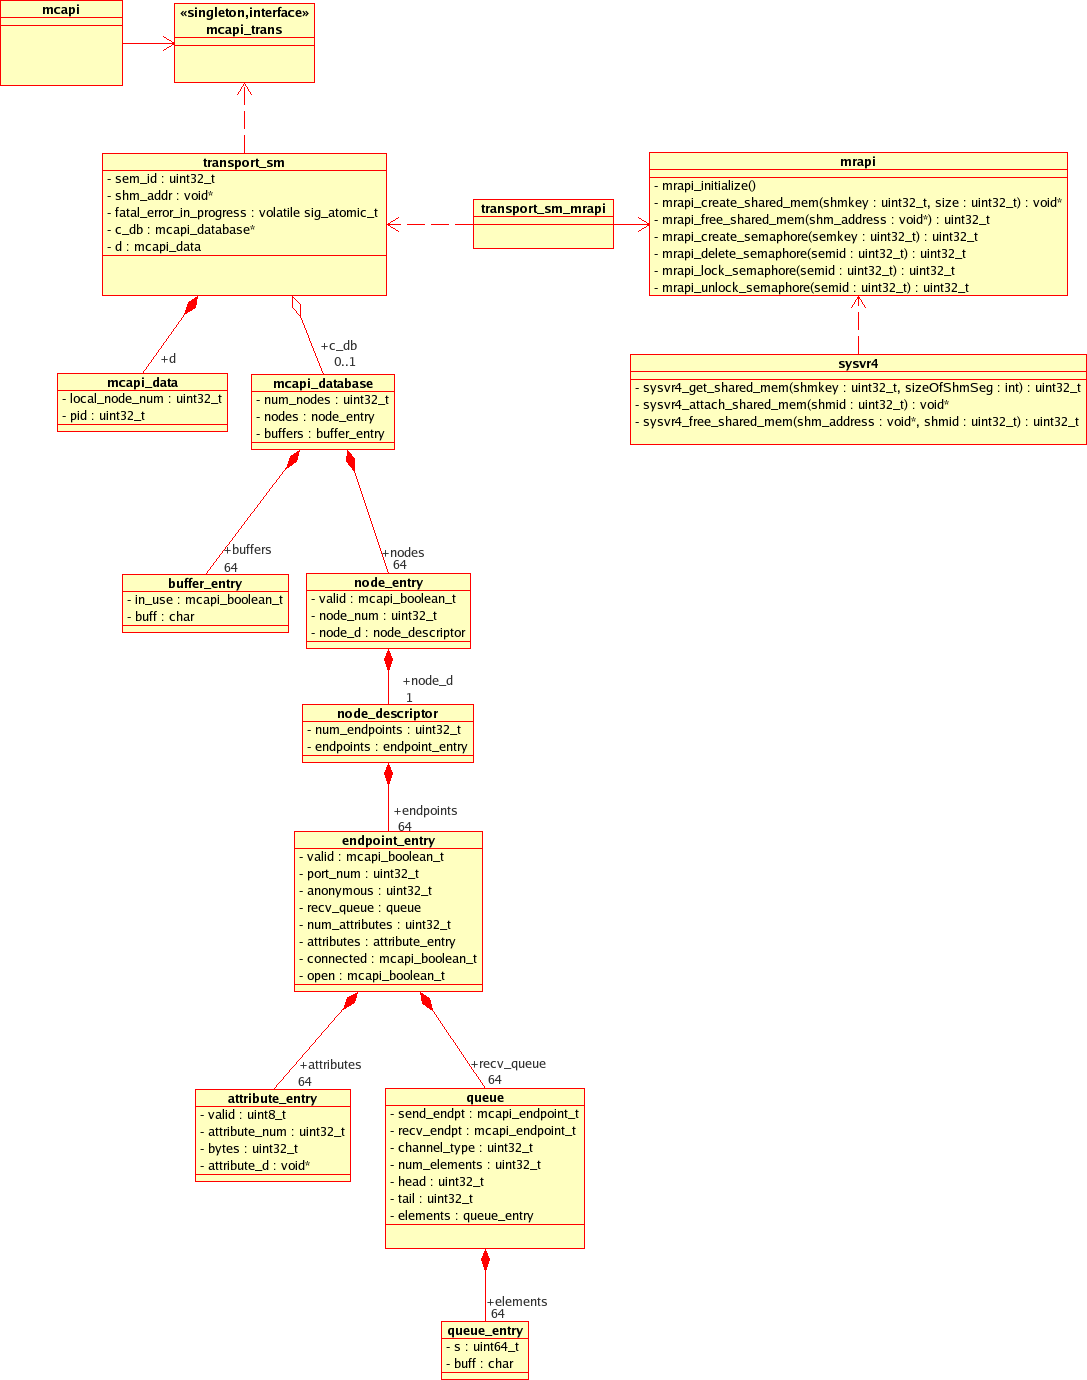 mcapi
«singleton,interface»
mcapi_trans
transport_sm
- sem_id : uint32_t
- shm_addr : void*
- fatal_error_in_progress : volatile sig_atomic_t
- c_db : mcapi_database*
- d : mcapi_data
transport_sm_mrapi
mrapi
- mrapi_initialize()
- mrapi_create_shared_mem(shmkey : uint32_t, size : uint32_t) : void*
- mrapi_free_shared_mem(shm_address : void*) : uint32_t
- mrapi_create_semaphore(semkey : uint32_t) : uint32_t
- mrapi_delete_semaphore(semid : uint32_t) : uint32_t
- mrapi_lock_semaphore(semid : uint32_t) : uint32_t
- mrapi_unlock_semaphore(semid : uint32_t) : uint32_t
sysvr4
- sysvr4_get_shared_mem(shmkey : uint32_t, sizeOfShmSeg : int) : uint32_t
- sysvr4_attach_shared_mem(shmid : uint32_t) : void*
- sysvr4_free_shared_mem(shm_address : void*, shmid : uint32_t) : uint32_t
+d
+c_db
0..1
mcapi_data
- local_node_num : uint32_t
- pid : uint32_t
mcapi_database
- num_nodes : uint32_t
- nodes : node_entry
- buffers : buffer_entry
+buffers
64
+nodes
64
buffer_entry
- in_use : mcapi_boolean_t
- buff : char
node_entry
- valid : mcapi_boolean_t
- node_num : uint32_t
- node_d : node_descriptor
+node_d
1
node_descriptor
- num_endpoints : uint32_t
- endpoints : endpoint_entry
+endpoints
64
endpoint_entry
- valid : mcapi_boolean_t
- port_num : uint32_t
- anonymous : uint32_t
- recv_queue : queue
- num_attributes : uint32_t
- attributes : attribute_entry
- connected : mcapi_boolean_t
- open : mcapi_boolean_t
+attributes
64
+recv_queue
64
attribute_entry
- valid : uint8_t
- attribute_num : uint32_t
- bytes : uint32_t
- attribute_d : void*
queue
- send_endpt : mcapi_endpoint_t
- recv_endpt : mcapi_endpoint_t
- channel_type : uint32_t
- num_elements : uint32_t
- head : uint32_t
- tail : uint32_t
- elements : queue_entry
+elements
64
queue_entry
- s : uint64_t
- buff : char